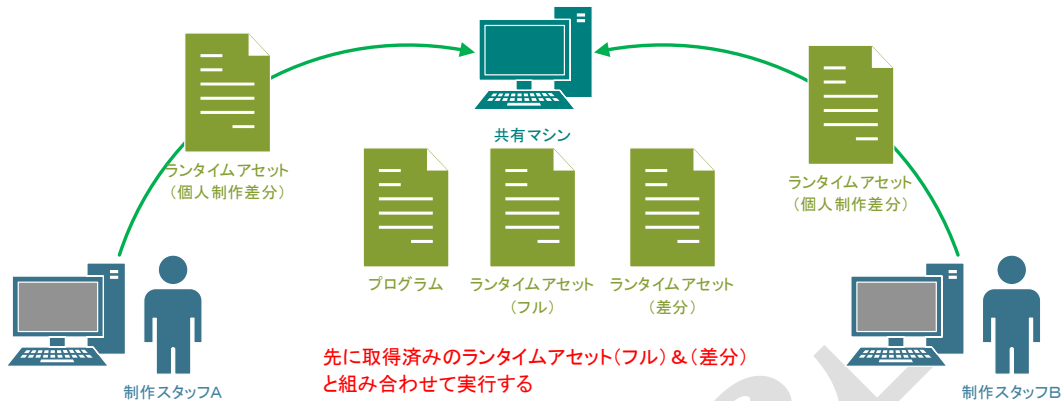 共有マシン
ランタイムアセット
（個人制作差分）
ランタイムアセット
（個人制作差分）
プログラム
ランタイムアセット
（フル）
ランタイムアセット
（差分）
先に取得済みのランタイムアセット（フル）＆（差分）
と組み合わせて実行する
制作スタッフA
制作スタッフB